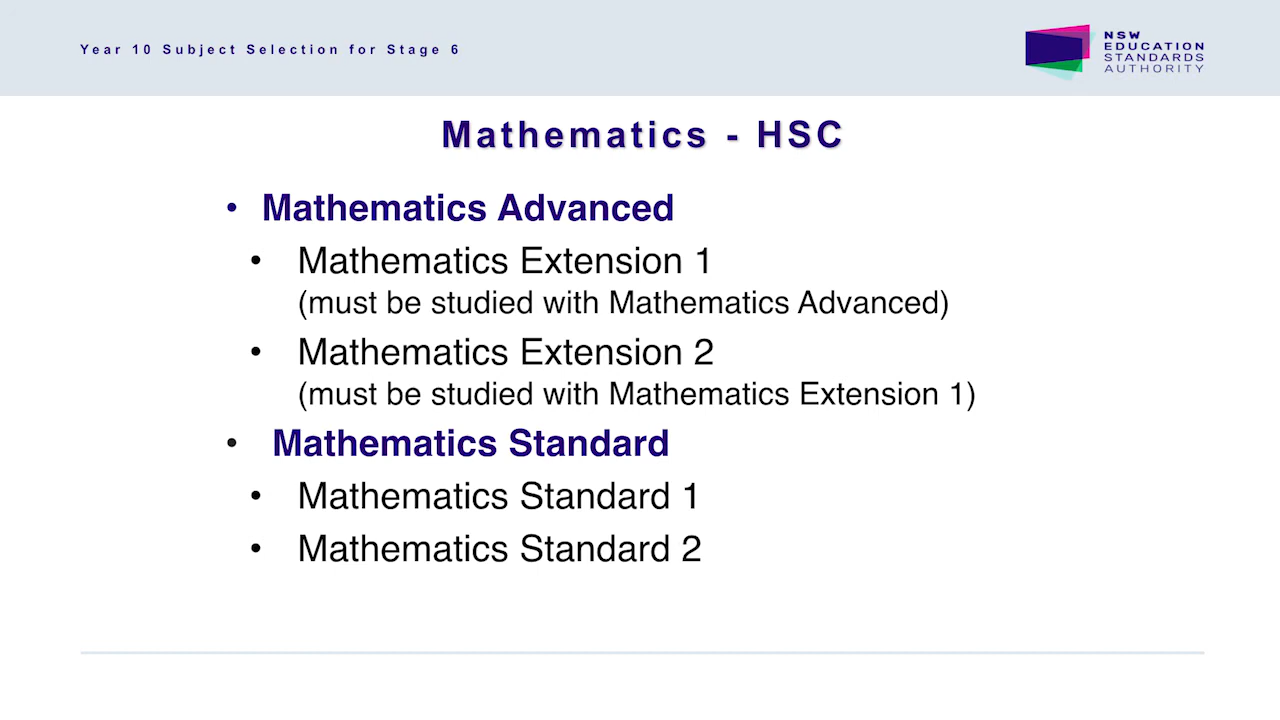 Year 10 Subject Selection for Stage 6
NSW
EDUCATION
STANDARDS
AUTHORITY
Mathematics - HSC
• Mathematics Advanced
• Mathematics Extension 1
(must be studied with Mathematics Advanced)
• Mathematics Extension 2
(must be studied with Mathematics Extension 1)
• Mathematics Standard
• Mathematics Standard 1
• Mathematics Standard 2